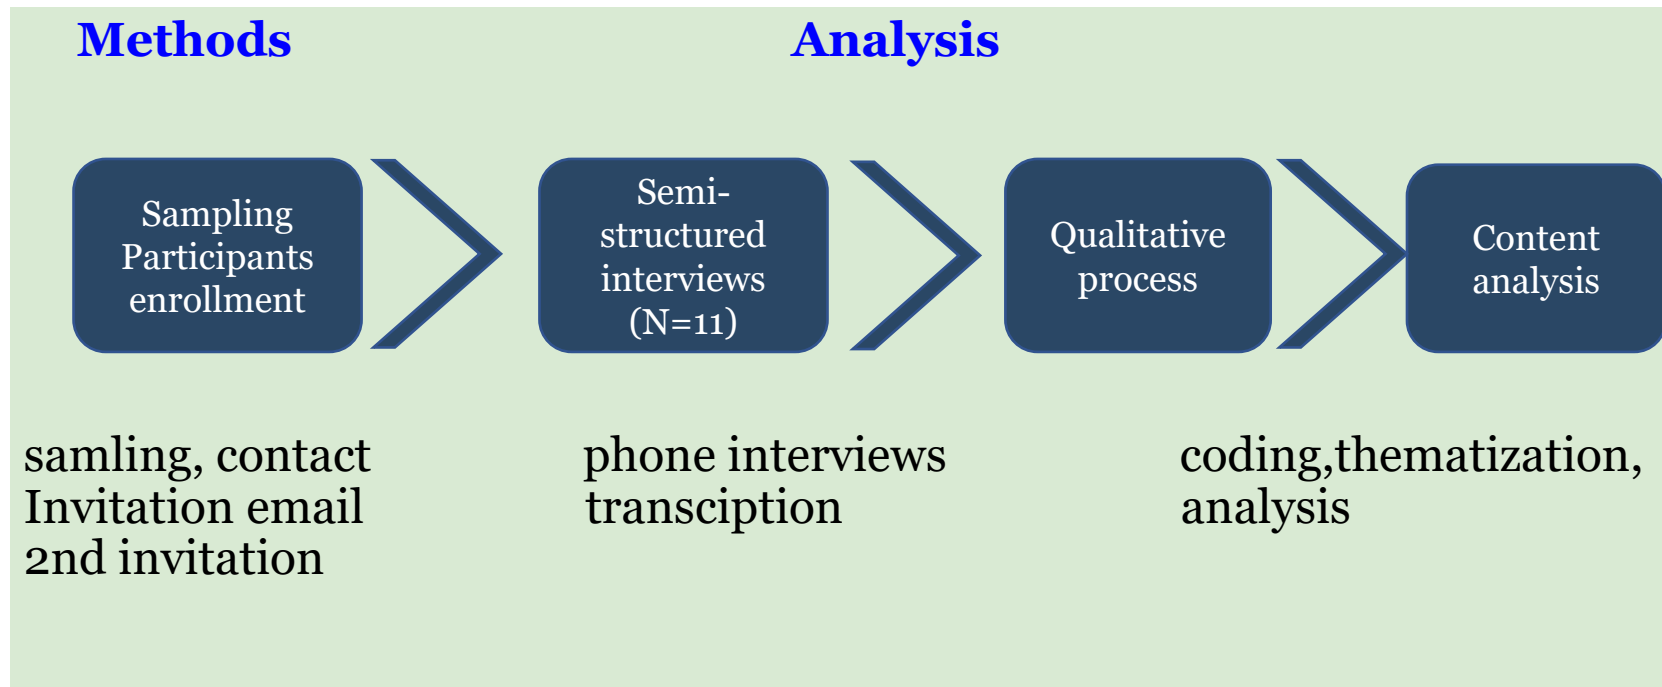 Methods
Analysis
Sampling
Participants
enrollment
Semi-
structured
interviews
(N=11)
Qualitative
process
Content
analysis
samling, contact
Invitation email
2nd invitation
phone interviews
transciption
coding,thematization,
analysis